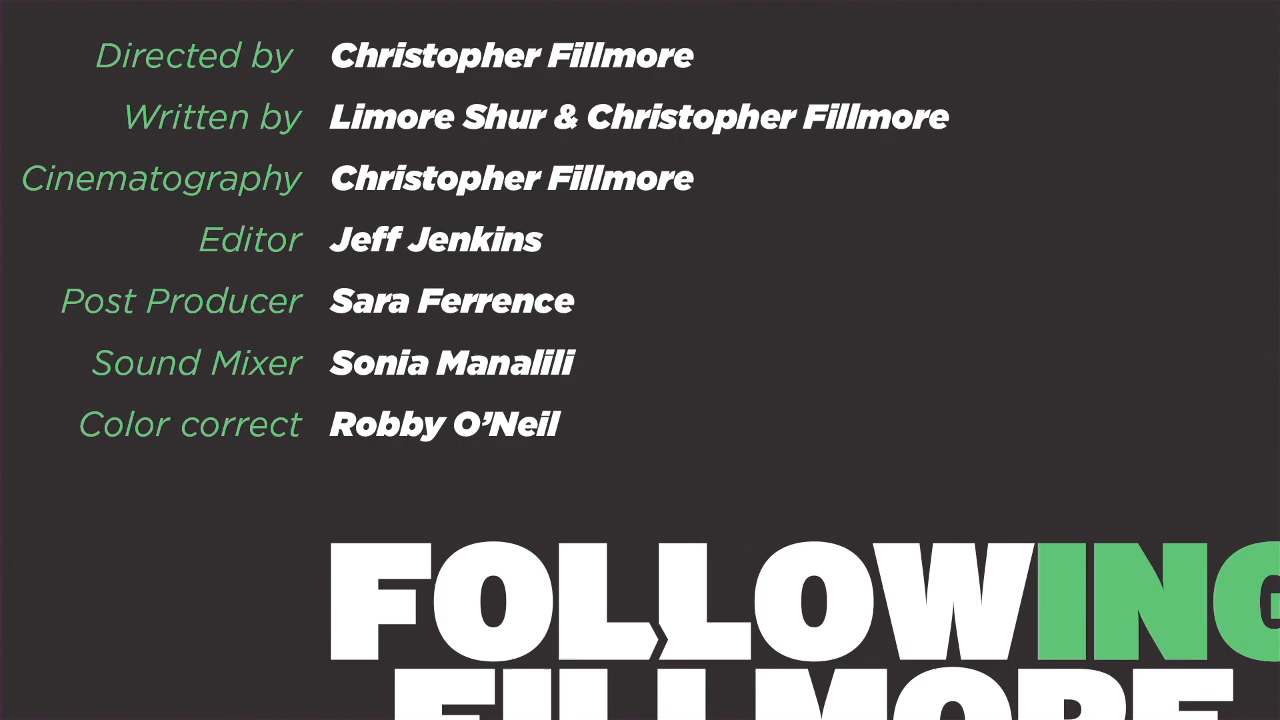 Directed by Christopher Fillmore
Written by Limore Shur & Christopher Fillmore
Cinematography Christopher Fillmore
Editor Jeff Jenkins
Post Producer Sara Ferrence
Sound Mixer Sonia Manalili
Color correct Robby O’Neil
FOLLOWING
FILLMORE